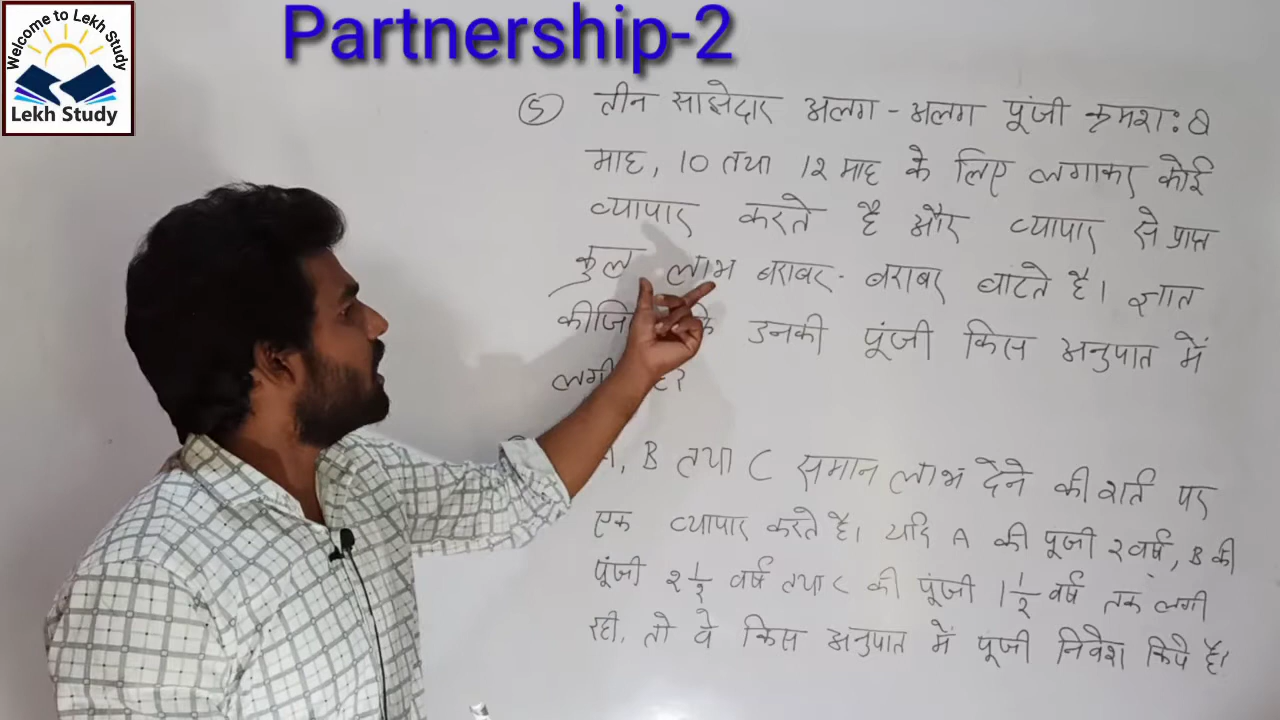 Welcome to Lekh Study
Lekh Study
Partnership-2
⑤ तीन साझेदार अलग-अलग पूंजी क्रमशः 8
माह, 10 तथा 12 माह के लिए लगाकर कोई
व्यापार करते है और व्यापार से प्राप्त
कुल लाभ बराबर-बराबर बांटते है। ज्ञात
उनकी पूंजी किस अनुपात में
A, B तथा C समान लाभ देने की शर्त पर
एक व्यापार करते है। यदि A की पूंजी 2 वर्ष, B की
पूंजी 2 1/2 वर्ष तथा C की पूंजी 1 1/2 वर्ष तक लगी
रही, तो वे किस अनुपात में पूंजी निवेश किये है।